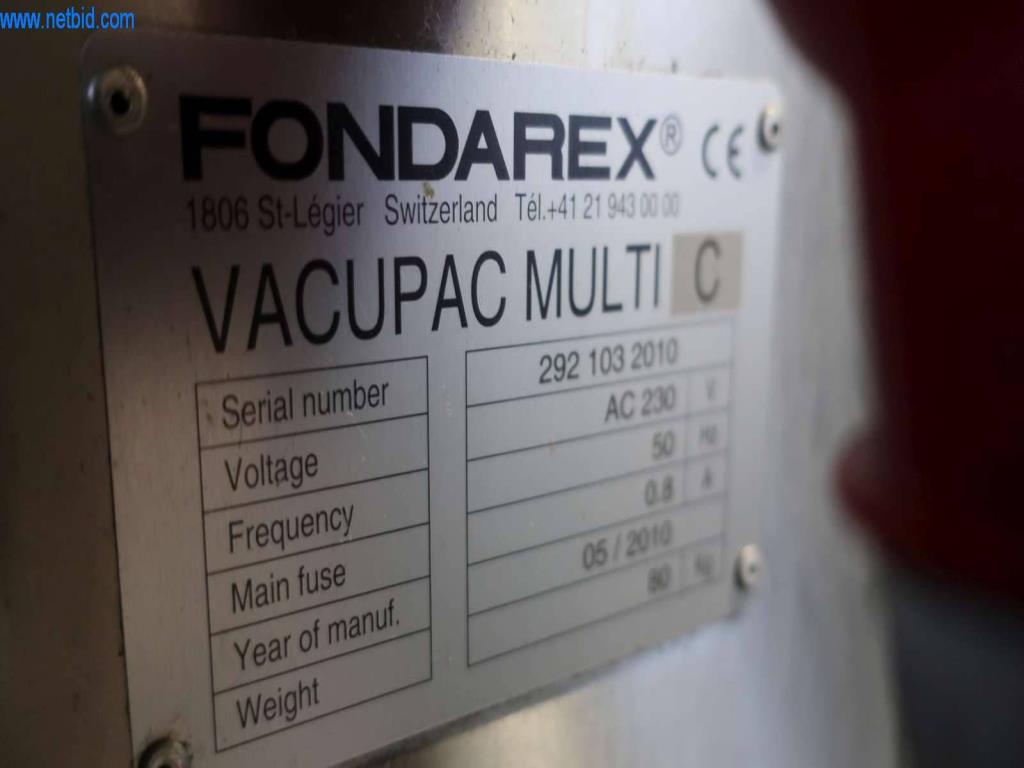 www.netbid.com
FONDAREX® CE
1806 St-Légier Switzerland Tél.+41 21 943 00 00
VACUPAC MULTI C
Serial number 292 103 2010
Voltage AC 230 V
Frequency 50 Hz
Main fuse 0.8 A
Year of manuf. 05 / 2010
Weight 80 kg